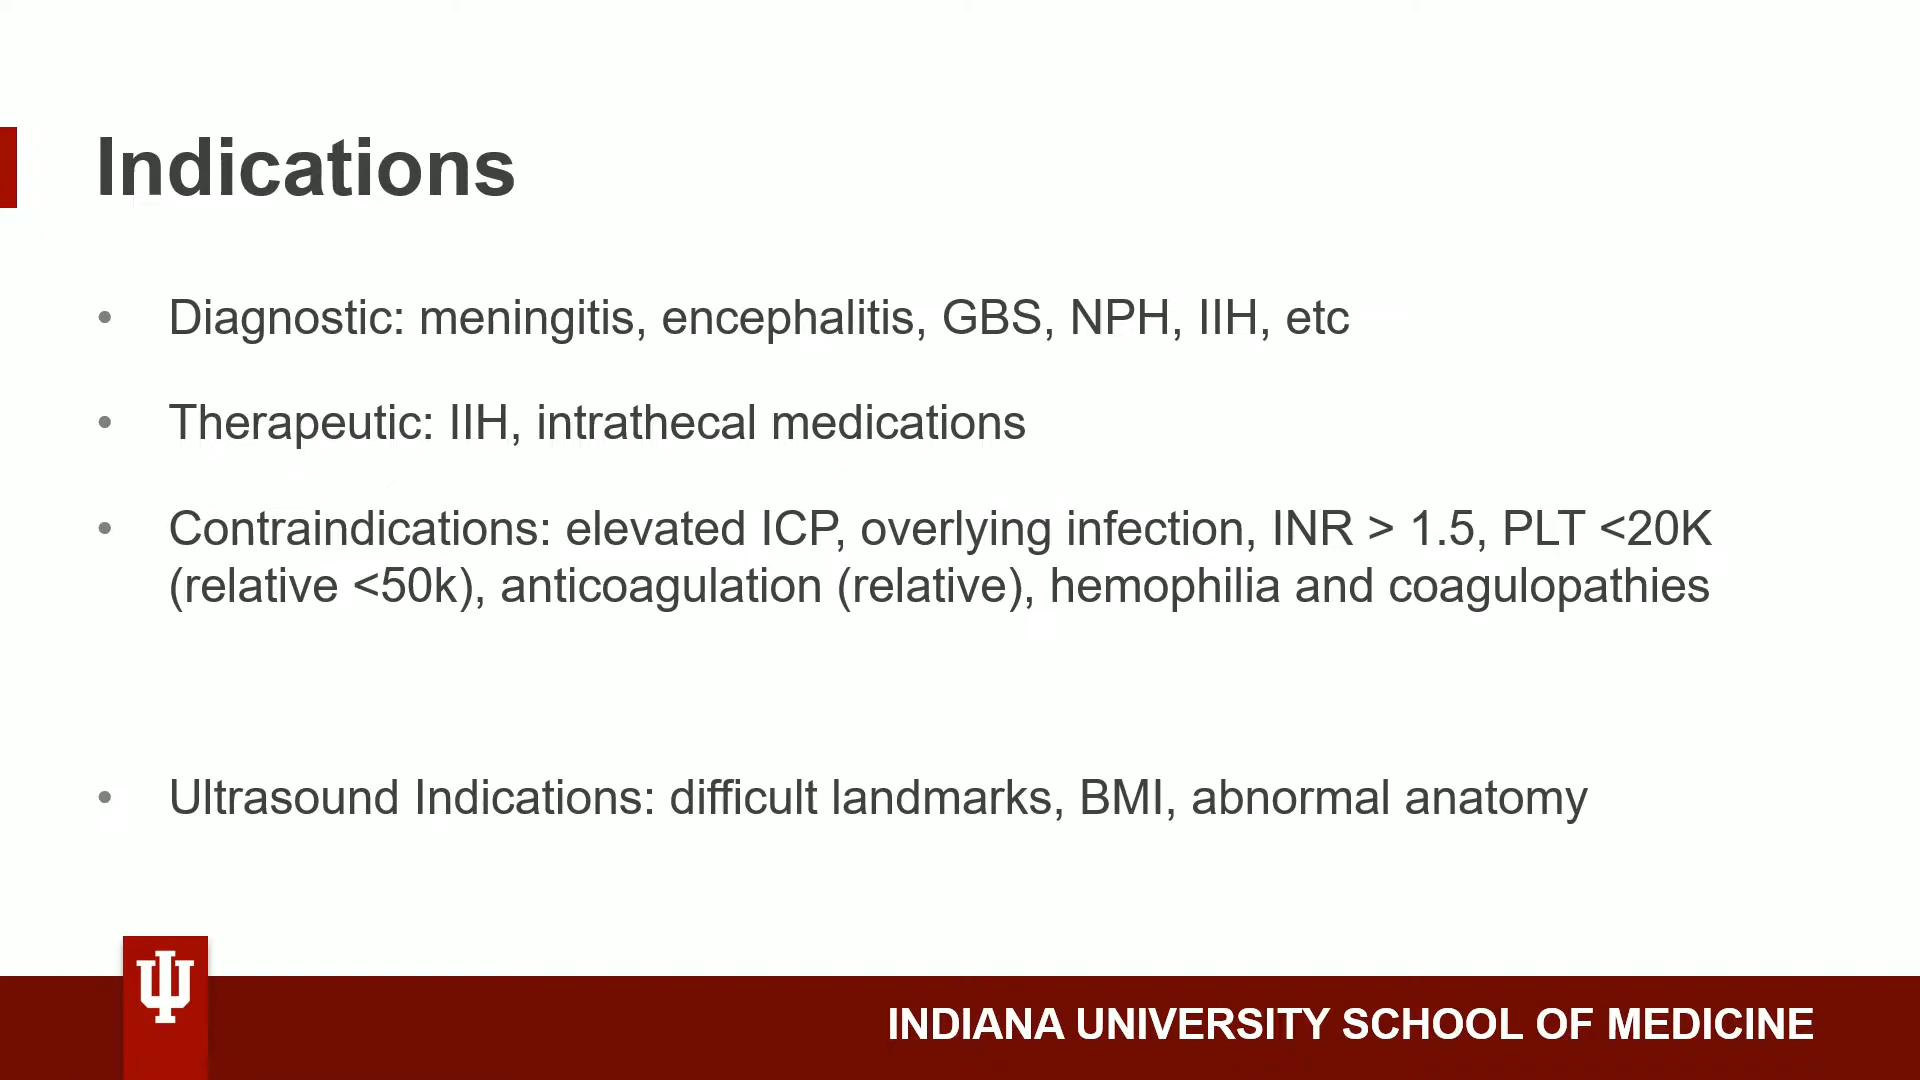 Indications
• Diagnostic: meningitis, encephalitis, GBS, NPH, IIH, etc
• Therapeutic: IIH, intrathecal medications
• Contraindications: elevated ICP, overlying infection, INR > 1.5, PLT <20K
(relative <50k), anticoagulation (relative), hemophilia and coagulopathies
• Ultrasound Indications: difficult landmarks, BMI, abnormal anatomy
INDIANA UNIVERSITY SCHOOL OF MEDICINE